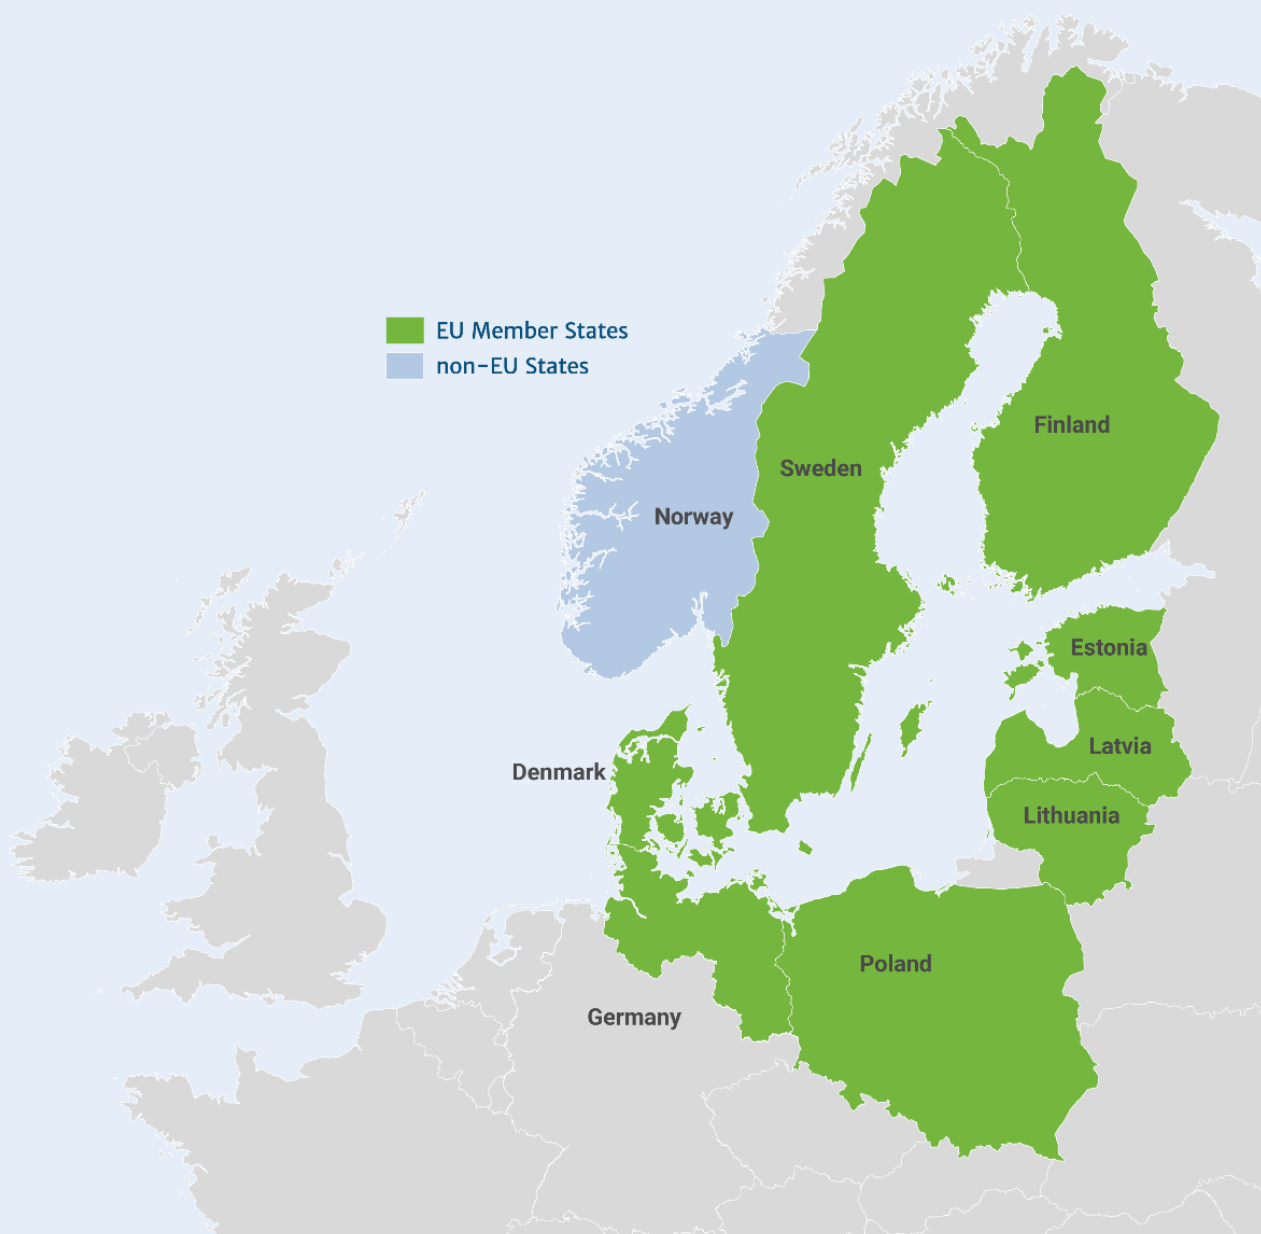 EU Member States
non-EU States
Finland
Sweden
Norway
Estonia
Latvia
Denmark
Lithuania
Poland
Germany